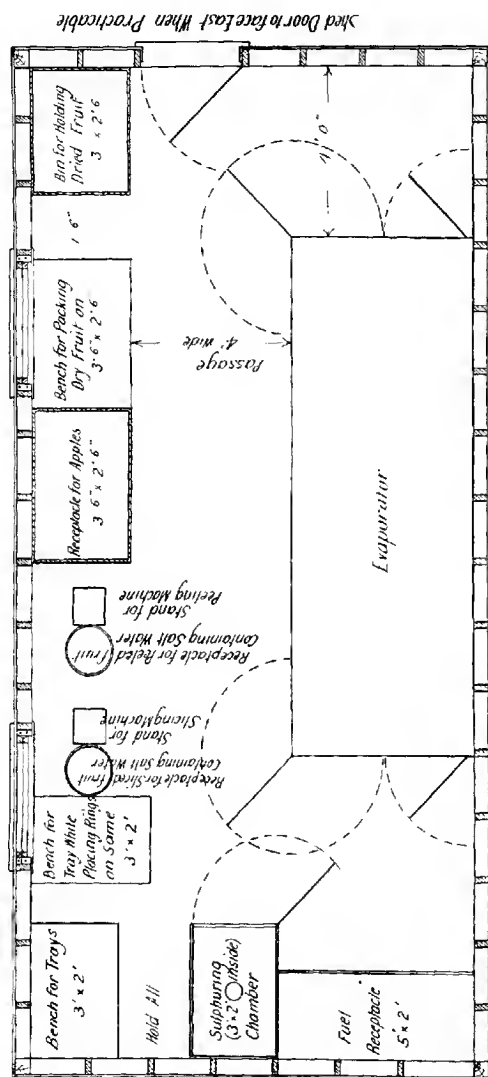 Shed Door to face East When Practicable
Bin for Holding
Dried Fruit
3 x 2'6
1 6"
Bench for Packing
Dry Fruit on
3'6" x 2'6
Receptacle for Apples
3 6" x 2'6"
Passage
4' wide
Stand for
Peeling Machine
Receptacle for Peeled Fruit
Containing Salt Water
Stand for
Slicing Machine
Receptacle for Sliced Fruit
Containing Salt Water
Bench for
Tray While
Placing Rings
on Same
3' x 2'
Bench for Trays
3' x 2'
Hold All
Sulphuring
(3' x 2' inside)
Chamber
Fuel
Receptacle
5' x 2'
Evaporator